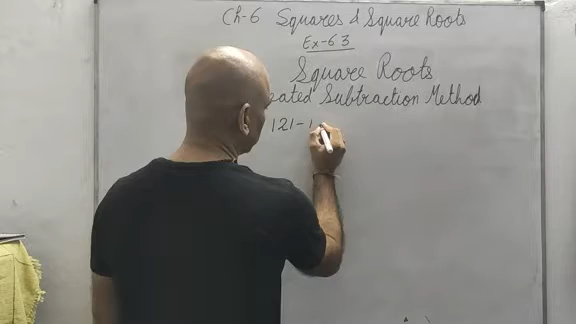 Ch-6 Squares & Square Roots
Ex-6 3
Square Roots
eated Subtraction Method
121-1